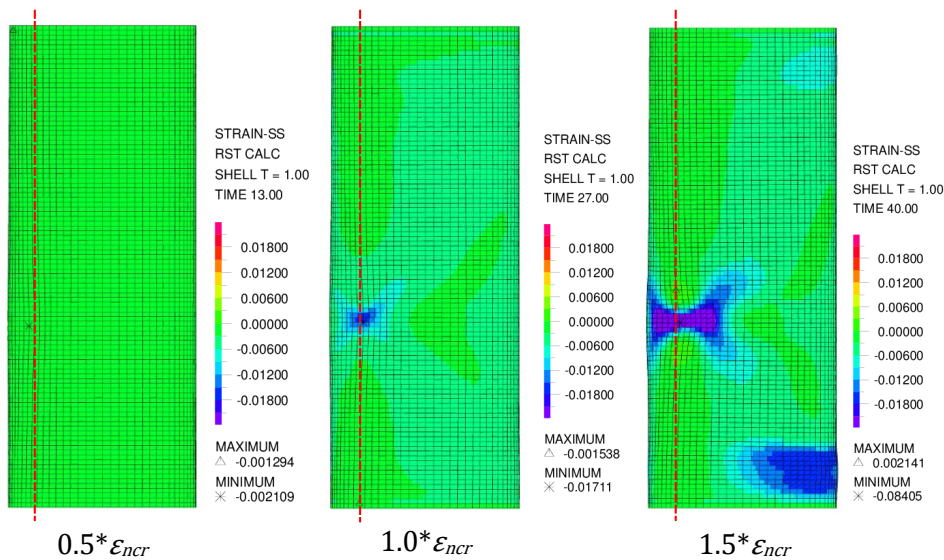 STRAIN-SS
RST CALC
SHELL T = 1.00
TIME 13.00
0.01800
0.01200
0.00600
0.00000
-0.00600
-0.01200
-0.01800
MAXIMUM
△ -0.001294
MINIMUM
✳ -0.002109
0.5*εncr
STRAIN-SS
RST CALC
SHELL T = 1.00
TIME 27.00
0.01800
0.01200
0.00600
0.00000
-0.00600
-0.01200
-0.01800
MAXIMUM
△ -0.001538
MINIMUM
✳ -0.01711
1.0*εncr
STRAIN-SS
RST CALC
SHELL T = 1.00
TIME 40.00
0.01800
0.01200
0.00600
0.00000
-0.00600
-0.01200
-0.01800
MAXIMUM
△ 0.002141
MINIMUM
✳ -0.08405
1.5*εncr